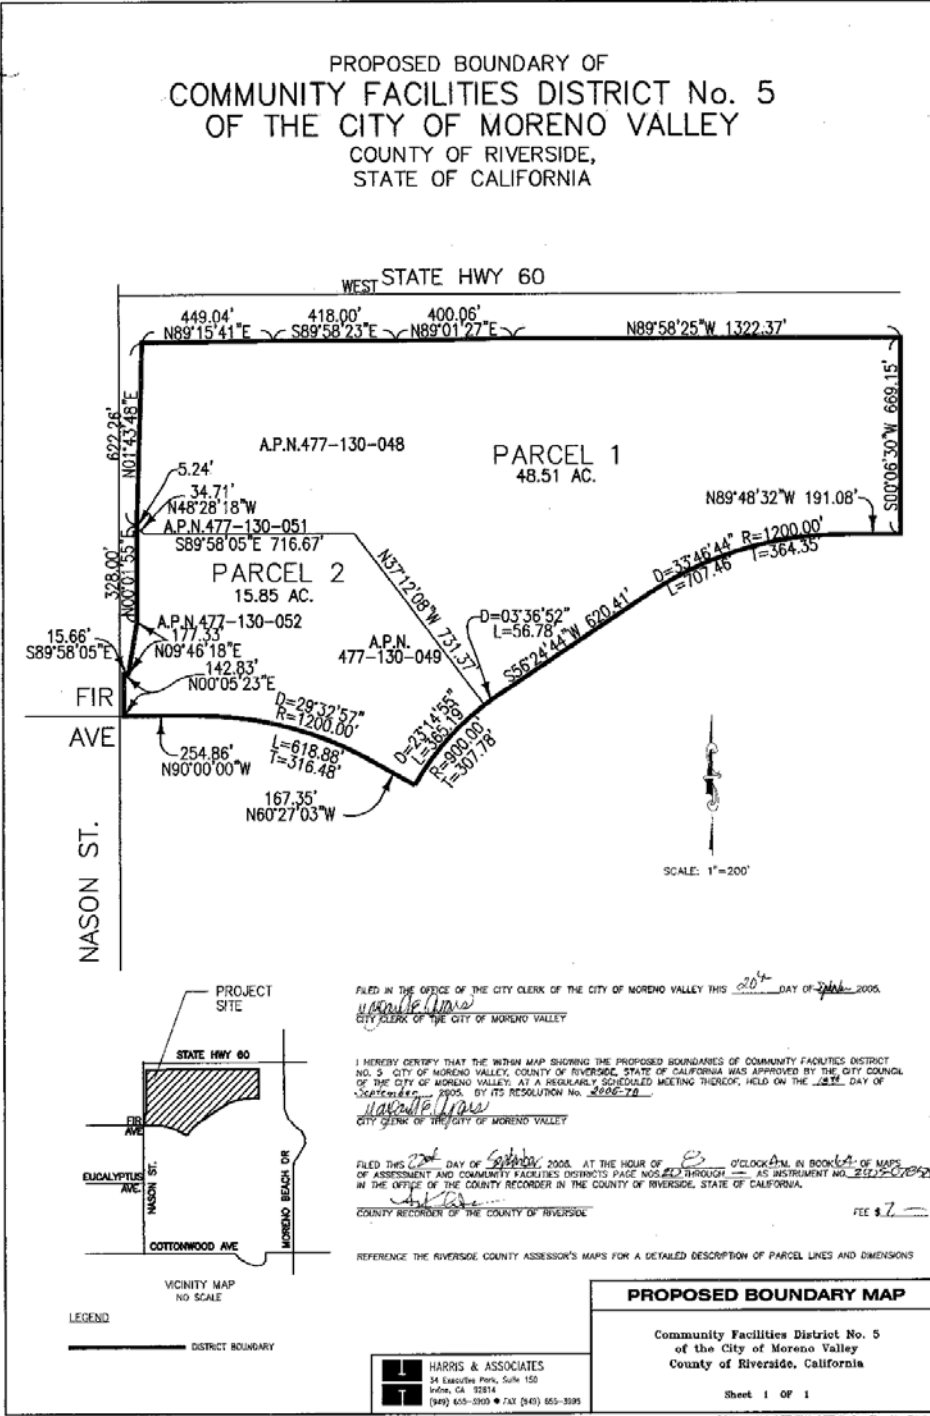 PROPOSED BOUNDARY OF
COMMUNITY FACILITIES DISTRICT No. 5
OF THE CITY OF MORENO VALLEY
COUNTY OF RIVERSIDE,
STATE OF CALIFORNIA
WEST STATE HWY 60
449.04'
N89°15'41"E
418.00'
S89°58'23"E
400.06'
N89°01'27"E
N89°58'25"W 1322.37'
622.26'
N01°43'48"E
S00°06'30"W 669.15'
A.P.N.477-130-048
PARCEL 1
48.51 AC.
5.24'
34.71'
N48°28'18"W
N89°48'32"W 191.08'
A.P.N.477-130-051
S89°58'05"E 716.67'
328.00'
N00°01'55"E
PARCEL 2
15.85 AC.
N37°12'08"W 731.37'
D=33°46'44" R=1200.00'
L=707.46' T=364.35'
D=03°36'52"
L=56.78'
S56°24'44"W 620.41'
A.P.N.477-130-052
177.33'
N09°46'18"E
15.66'
S89°58'05"E
A.P.N.
477-130-049
142.83'
N00°05'23"E
FIR
AVE
D=29°32'57"
R=1200.00'
L=618.88'
T=316.48'
D=23°14'55"
L=365.19'
R=900.00'
T=307.78'
254.86'
N90°00'00"W
167.35'
N60°27'03"W
NASON ST.
SCALE: 1"=200'
FILED IN THE OFFICE OF THE CITY CLERK OF THE CITY OF MORENO VALLEY THIS 20th DAY OF 2005.
CITY CLERK OF THE CITY OF MORENO VALLEY
I HEREBY CERTIFY THAT THE WITHIN MAP SHOWING THE PROPOSED BOUNDARIES OF COMMUNITY FACILITIES DISTRICT
NO. 5 CITY OF MORENO VALLEY, COUNTY OF RIVERSIDE, STATE OF CALIFORNIA WAS APPROVED BY THE CITY COUNCIL
OF THE CITY OF MORENO VALLEY, AT A REGULARLY SCHEDULED MEETING THEREOF, HELD ON THE DAY OF
September, 2005, BY ITS RESOLUTION No.
CITY CLERK OF THE CITY OF MORENO VALLEY
FILED THIS 22nd DAY OF September, 2005, AT THE HOUR OF 8 O'CLOCK A.M. IN BOOK OF MAPS
OF ASSESSMENT AND COMMUNITY FACILITIES DISTRICTS PAGE NOS THROUGH — AS INSTRUMENT NO.
IN THE OFFICE OF THE COUNTY RECORDER IN THE COUNTY OF RIVERSIDE, STATE OF CALIFORNIA.
COUNTY RECORDER OF THE COUNTY OF RIVERSIDE
FEE $7 —
REFERENCE THE RIVERSIDE COUNTY ASSESSOR'S MAPS FOR A DETAILED DESCRIPTION OF PARCEL LINES AND DIMENSIONS
PROJECT
SITE
STATE HWY 60
FIR
AVE
EUCALYPTUS
AVE.
NASON ST.
MORENO BEACH DR
COTTONWOOD AVE
VICINITY MAP
NO SCALE
LEGEND
DISTRICT BOUNDARY
HARRIS & ASSOCIATES
34 Executive Park, Suite 150
Irvine, CA 92614
PROPOSED BOUNDARY MAP
Community Facilities District No. 5
of the City of Moreno Valley
County of Riverside, California
Sheet 1 OF 1